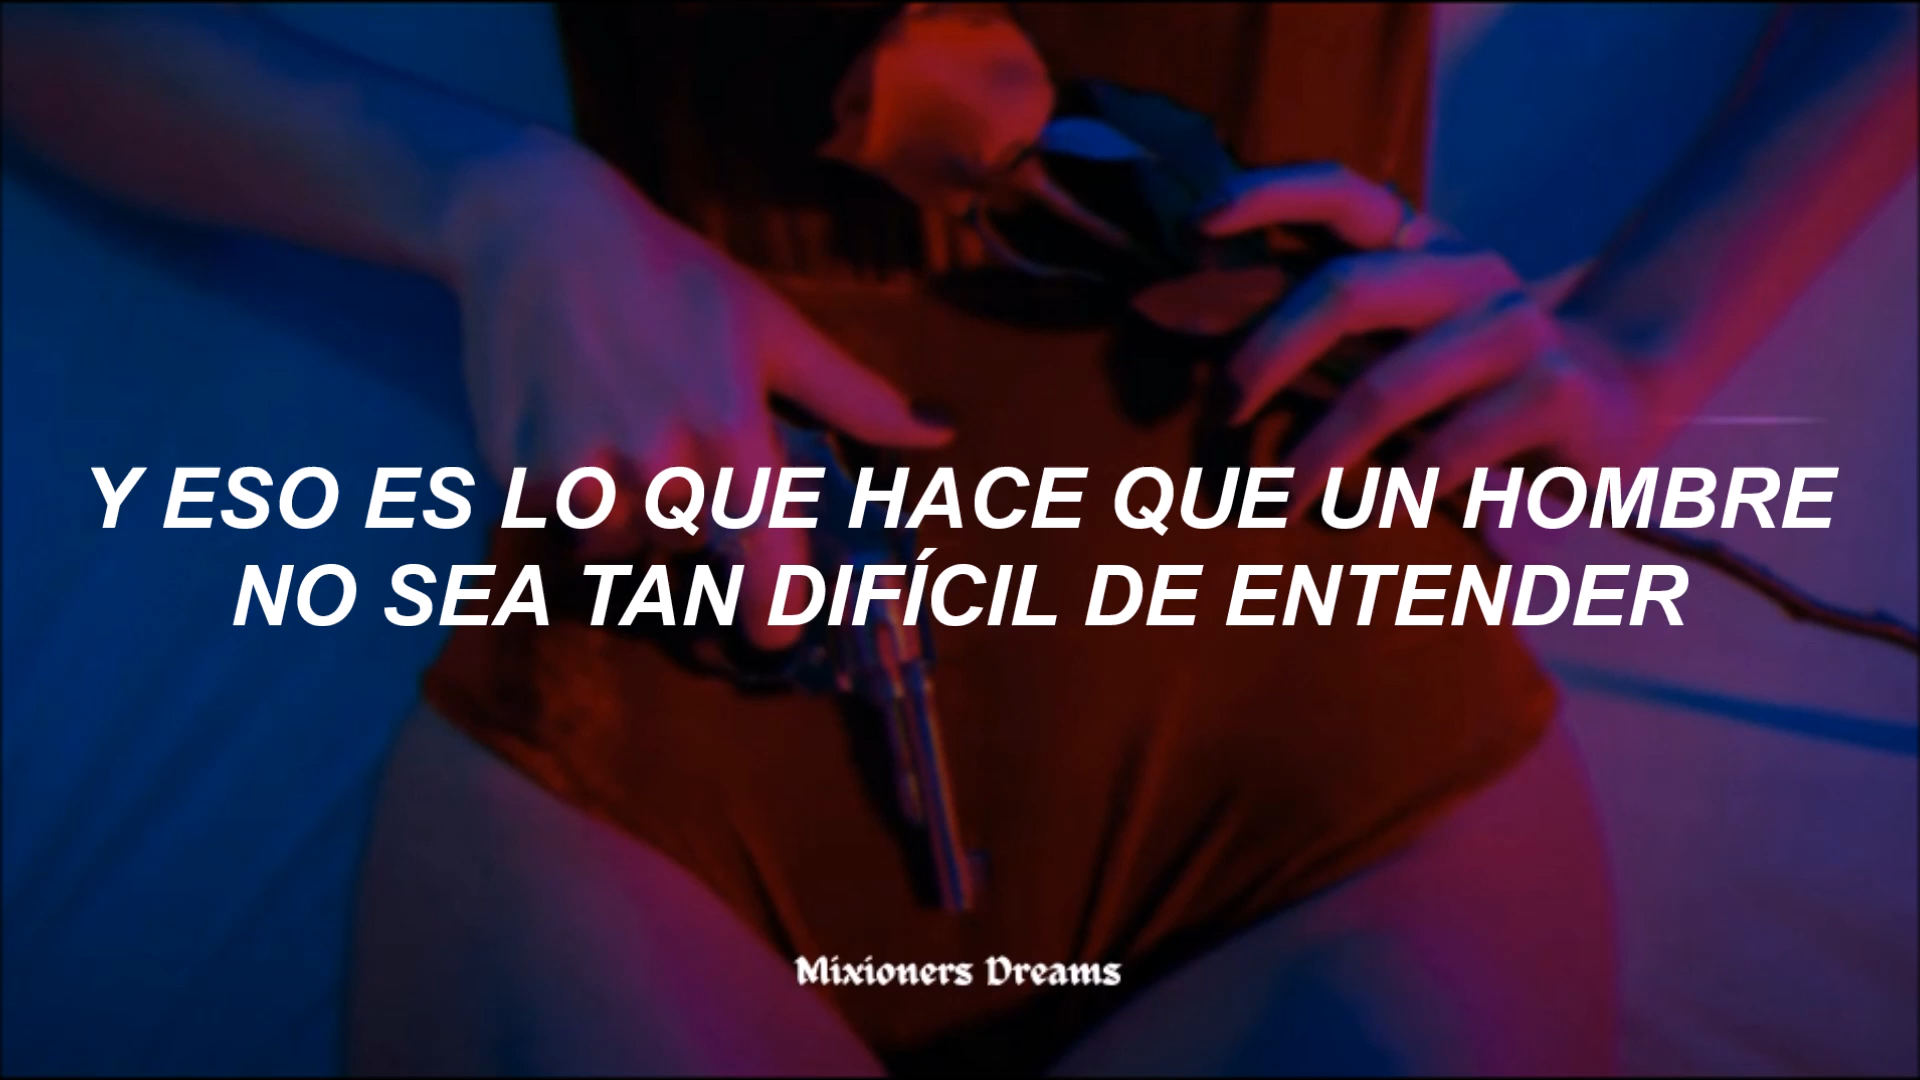 Y ESO ES LO QUE HACE QUE UN HOMBRE
NO SEA TAN DIFÍCIL DE ENTENDER
Mixioners Dreams